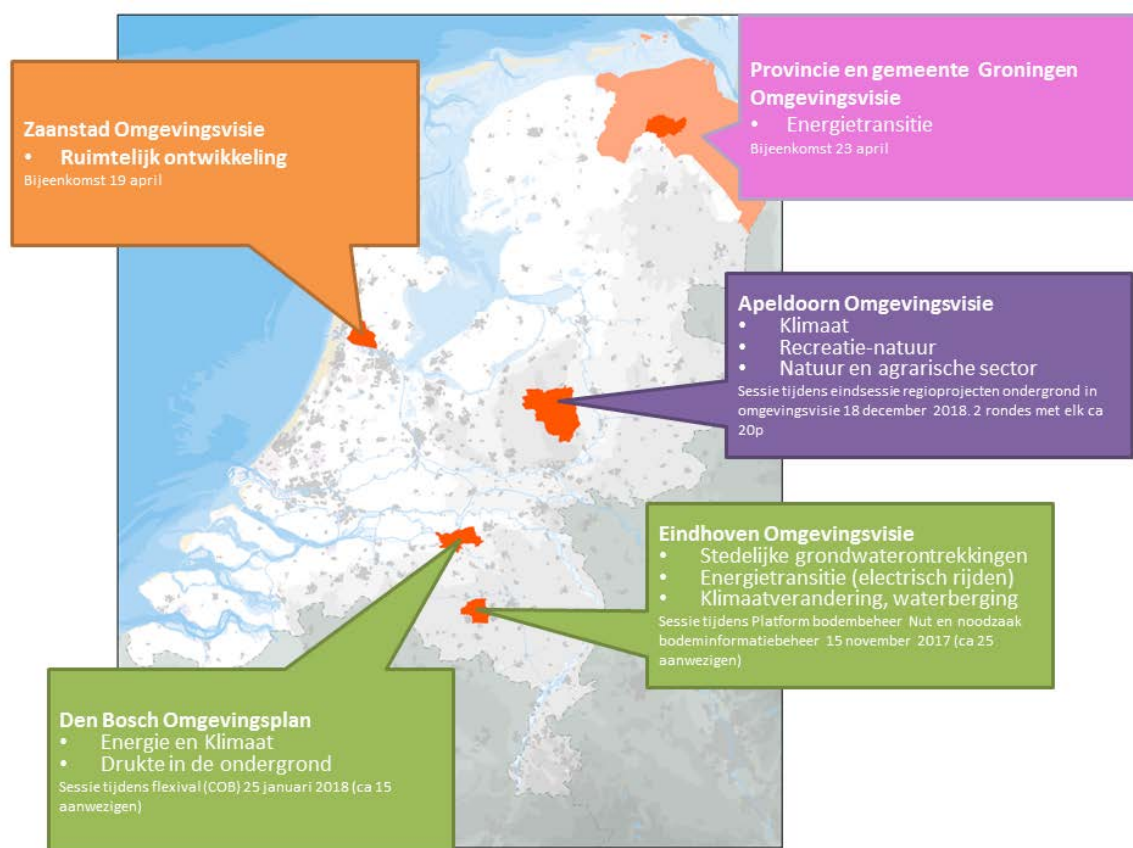 Zaanstad Omgevingsvisie
• Ruimtelijk ontwikkeling
Bijeenkomst 19 april
Provincie en gemeente Groningen
Omgevingsvisie
• Energietransitie
Bijeenkomst 23 april
Apeldoorn Omgevingsvisie
• Klimaat
• Recreatie-natuur
• Natuur en agrarische sector
Sessie tijdens eindsessie regioprojecten ondergrond in
omgevingsvisie 18 december 2018. 2 rondes met elk ca
20p
Eindhoven Omgevingsvisie
• Stedelijke grondwaterontrekkingen
• Energietransitie (electrisch rijden)
• Klimaatverandering, waterberging
Sessie tijdens Platform bodembeheer Nut en noodzaak
bodeminformatiebeheer 15 november 2017 (ca 25
aanwezigen)
Den Bosch Omgevingsplan
• Energie en Klimaat
• Drukte in de ondergrond
Sessie tijdens flexival (COB) 25 januari 2018 (ca 15
aanwezigen)